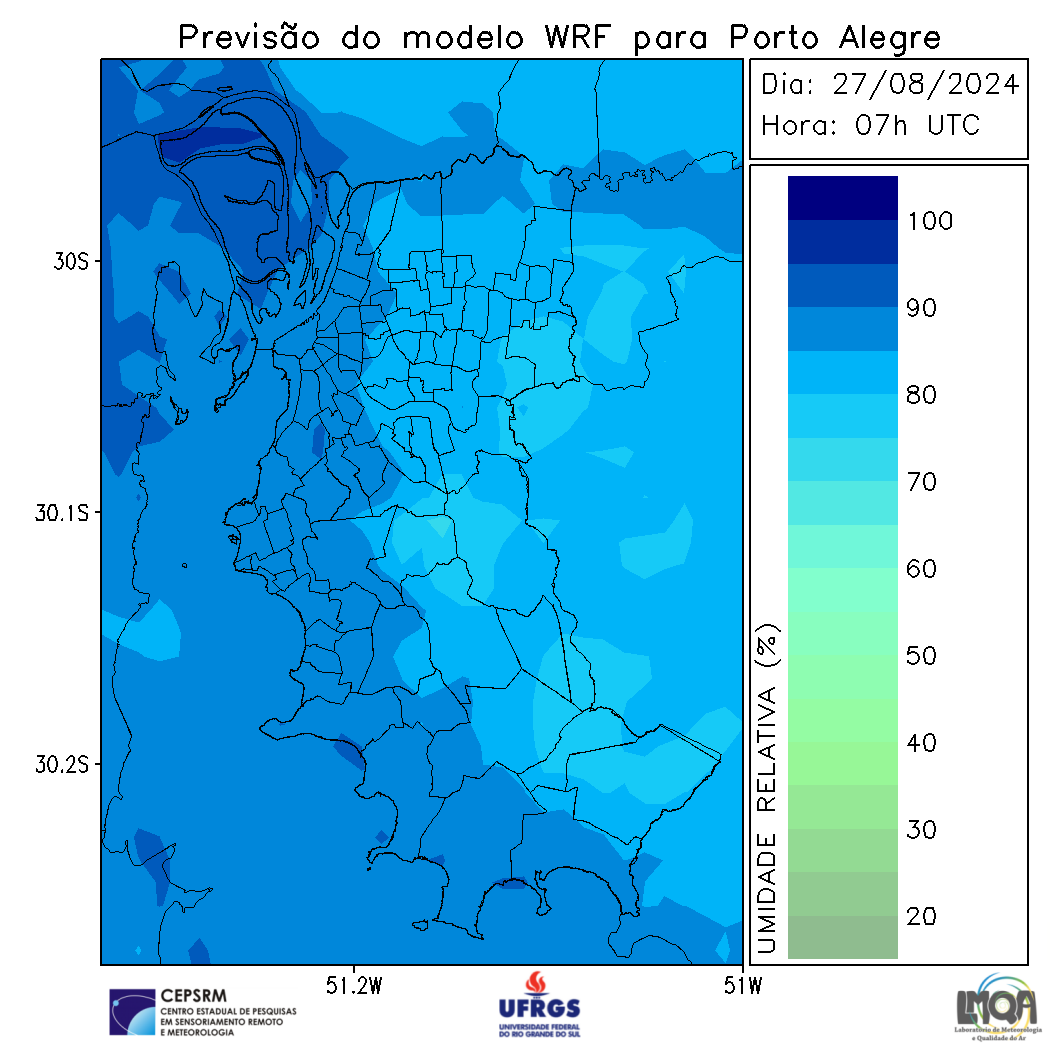 Previsão do modelo WRF para Porto Alegre
Dia: 27/08/2024
Hora: 07h UTC
100
90
80
70
60
50
40
30
20
UMIDADE RELATIVA (%)
30S
30.1S
30.2S
51.2W
51W
CEPSRM
CENTRO ESTADUAL DE PESQUISAS
EM SENSORIAMENTO REMOTO
E METEOROLOGIA
UFRGS
UNIVERSIDADE FEDERAL
DO RIO GRANDE DO SUL
LMQA
Laboratório de Meteorologia
e Qualidade do Ar